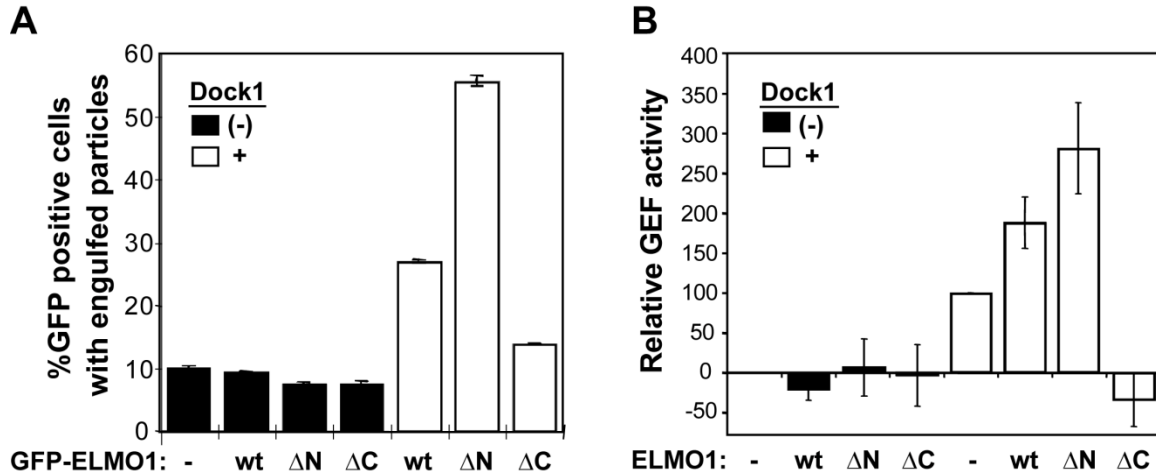 A
%GFP positive cells
with engulfed particles
60
50
40
30
20
10
0
Dock1
(-)
+
GFP-ELMO1: - wt ΔN ΔC wt ΔN ΔC
B
Relative GEF activity
400
350
300
250
200
150
100
50
0
-50
Dock1
(-)
+
ELMO1: - wt ΔN ΔC - wt ΔN ΔC